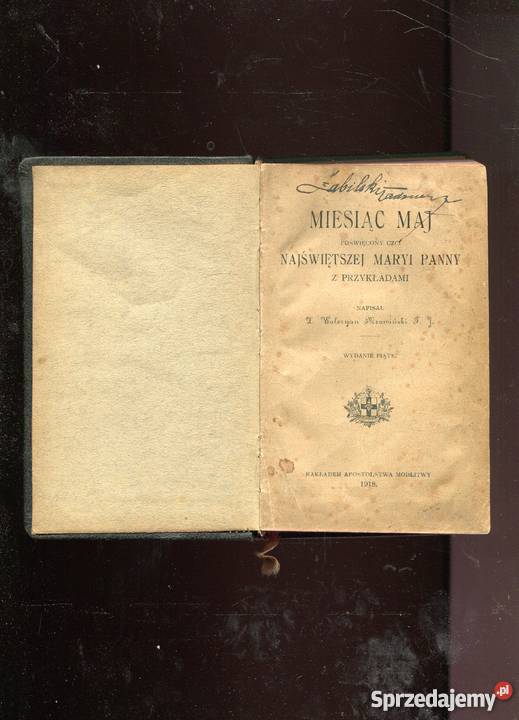 MIESIĄC MAJ
POŚWIĘCONY CZCI
NAJŚWIĘTSZEJ MARYI PANNY
Z PRZYKŁADAMI
NAPISAŁ
X. Waleryan Mrowiński T. J.
WYDANIE PIĄTE.
NAKŁADEM APOSTOLSTWA MODLITWY
1918.
Sprzedajemy.pl